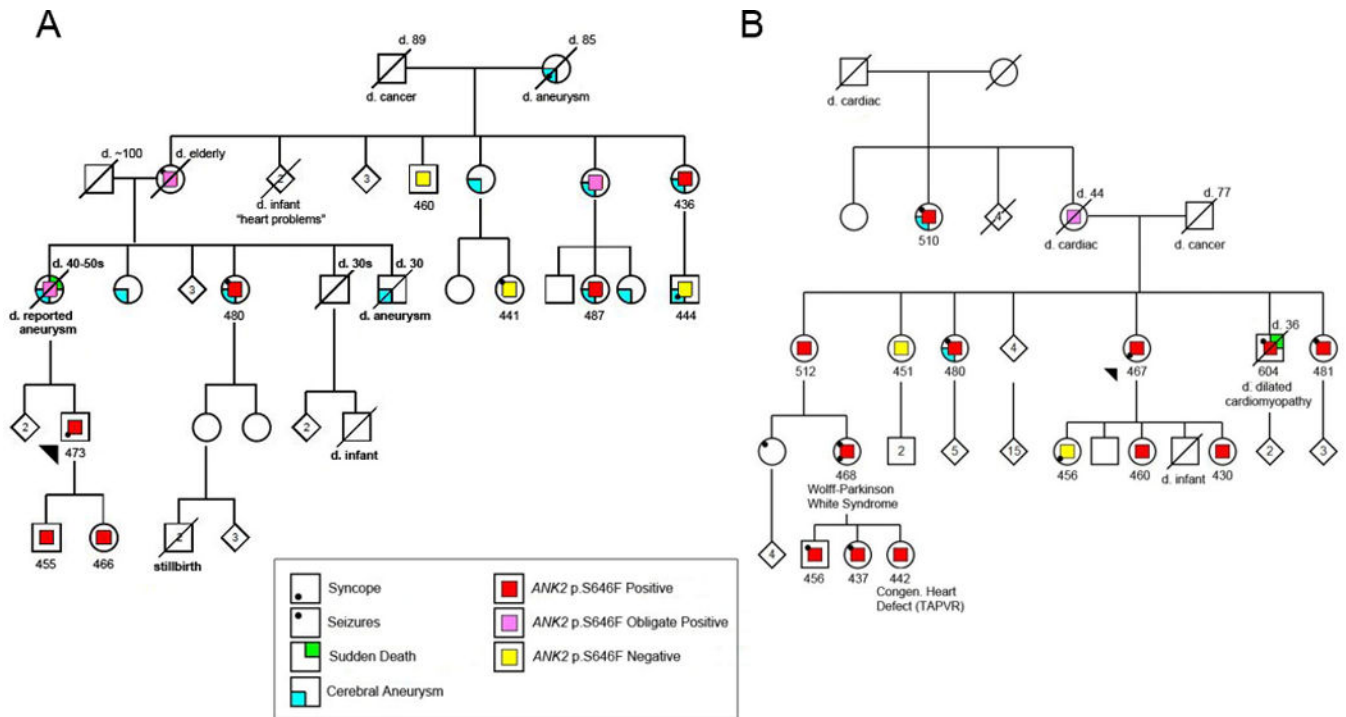 A
B
d. 89
d. 85
d. cancer
d. aneurysm
d. ~100
d. elderly
2
3
d. infant
"heart problems"
460
436
d. 40-50s
d. 30s
d. 30
3
d. reported
aneurysm
480
d. aneurysm
441
487
444
2
473
2
d. infant
455
466
2
3
stillbirth
d. cardiac
d. 44
d. 77
4
510
d. cardiac
d. cancer
d. 36
4
512
451
480
467
604
481
d. dilated
cardiomyopathy
2
5
15
2
3
468
456
460
430
d. infant
Wolff-Parkinson
White Syndrome
4
456
437
442
Congen. Heart
Defect (TAPVR)
Syncope
Seizures
Sudden Death
Cerebral Aneurysm
ANK2 p.S646F Positive
ANK2 p.S646F Obligate Positive
ANK2 p.S646F Negative